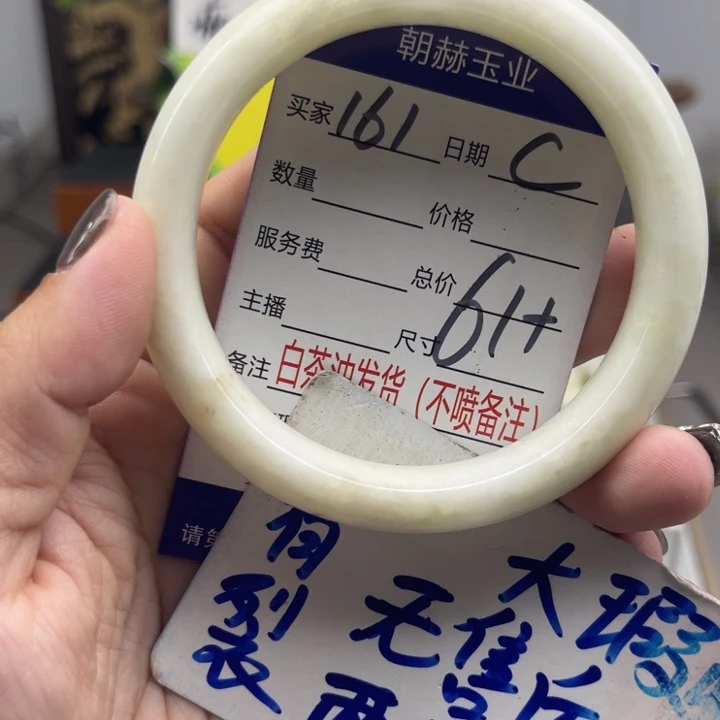 朝赫玉业
买家 161 日期 C
数量 价格
服务费 总价
主播 尺寸 61+
备注 白茶油发货（不喷备注）
请第
有裂
无售
大瑕